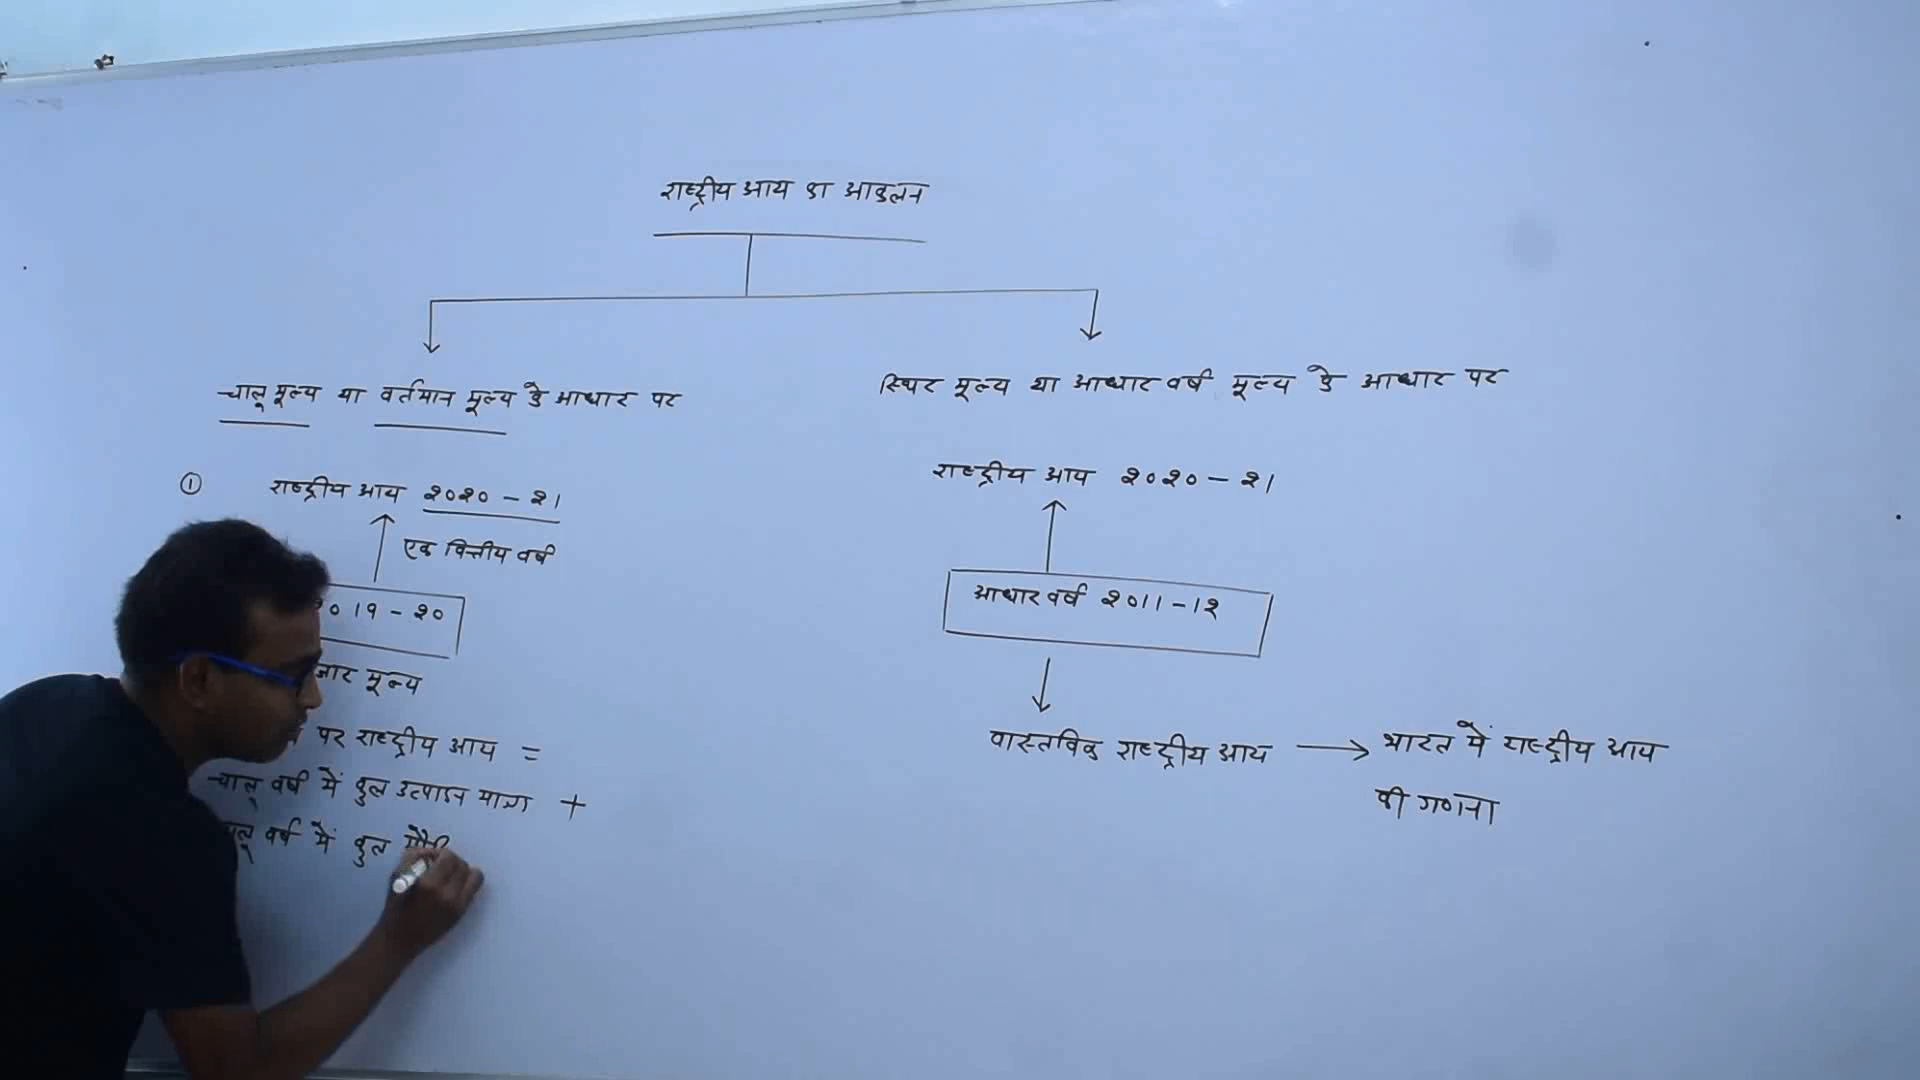 राष्ट्रीय आय का आकलन
चालू मूल्य या वर्तमान मूल्य के आधार पर
स्थिर मूल्य या आधार वर्ष मूल्य के आधार पर
① राष्ट्रीय आय 2020 - 21
एक वित्तीय वर्ष
2019 - 20
मूल्य
पर राष्ट्रीय आय =
चालू वर्ष में कुल उत्पादन मात्रा +
वर्ष में कुल
राष्ट्रीय आय 2020 - 21
आधार वर्ष 2011 - 12
वास्तविक राष्ट्रीय आय → भारत में राष्ट्रीय आय
की गणना